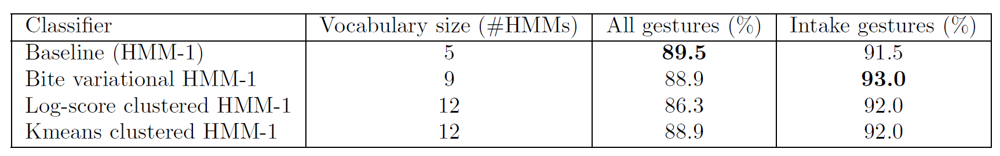 Classifier Vocabulary size (#HMMs) All gestures (%) Intake gestures (%)
Baseline (HMM-1) 5 89.5 91.5
Bite variational HMM-1 9 88.9 93.0
Log-score clustered HMM-1 12 86.3 92.0
Kmeans clustered HMM-1 12 88.9 92.0